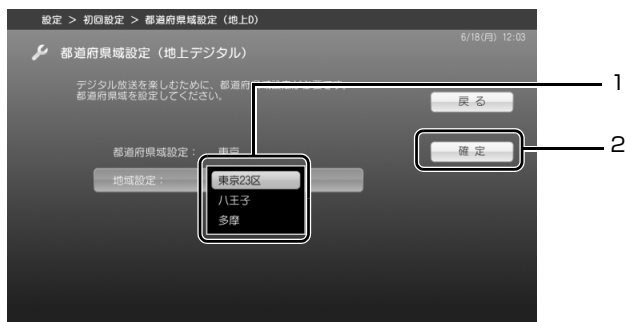 設定 > 初回設定 > 都道府県域設定（地上D）
6/18(月) 12:03
都道府県域設定（地上デジタル）
デジタル放送を楽しむために、都道府
都道府県域を設定してください。
戻る
1
都道府県域設定： 東京
確定
2
地域設定：
東京23区
八王子
多摩